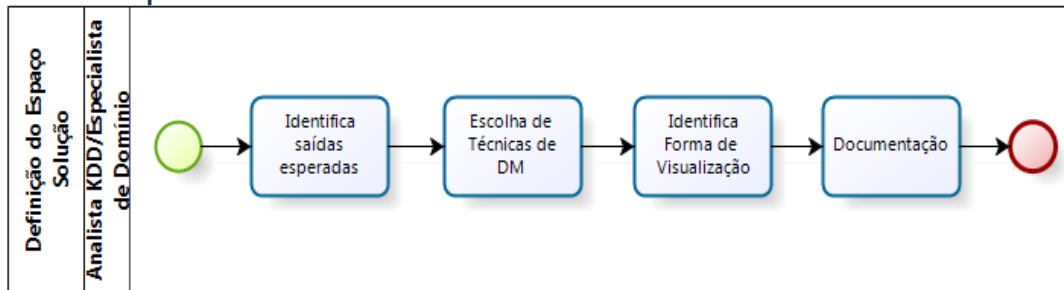 Definição do Espaço
Solução
Analista KDD/Especialista
de Domínio
Identifica
saídas
esperadas
Escolha de
Técnicas de
DM
Identifica
Forma de
Visualização
Documentação